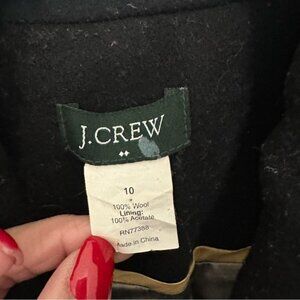 J.CREW
10
100% Wool
Lining:
100% Acetate
RN77388
Made in China